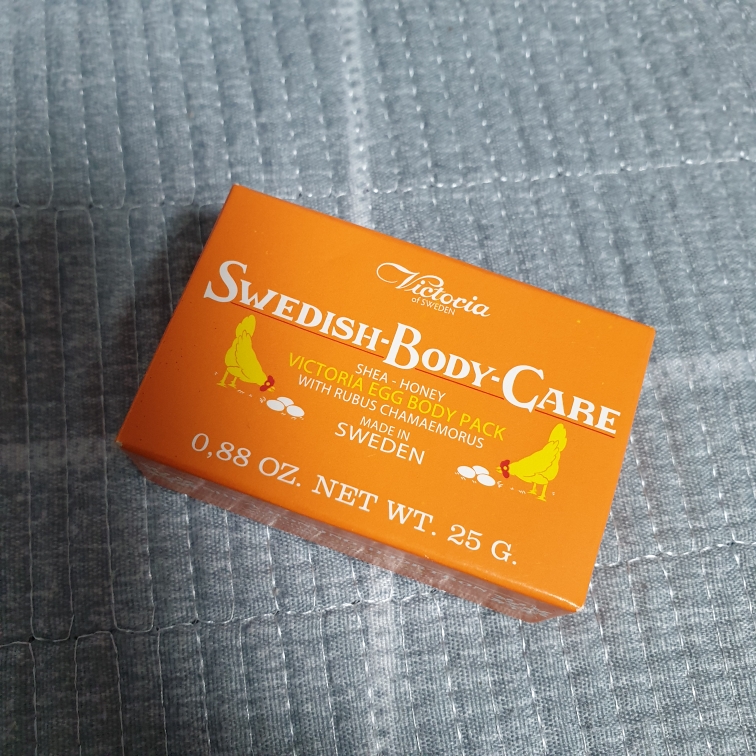 Victoria
of SWEDEN
SWEDISH-BODY-CARE
SHEA - HONEY
VICTORIA EGG BODY PACK
WITH RUBUS CHAMAEMORUS
MADE IN
SWEDEN
0,88 OZ. NET WT. 25 G.